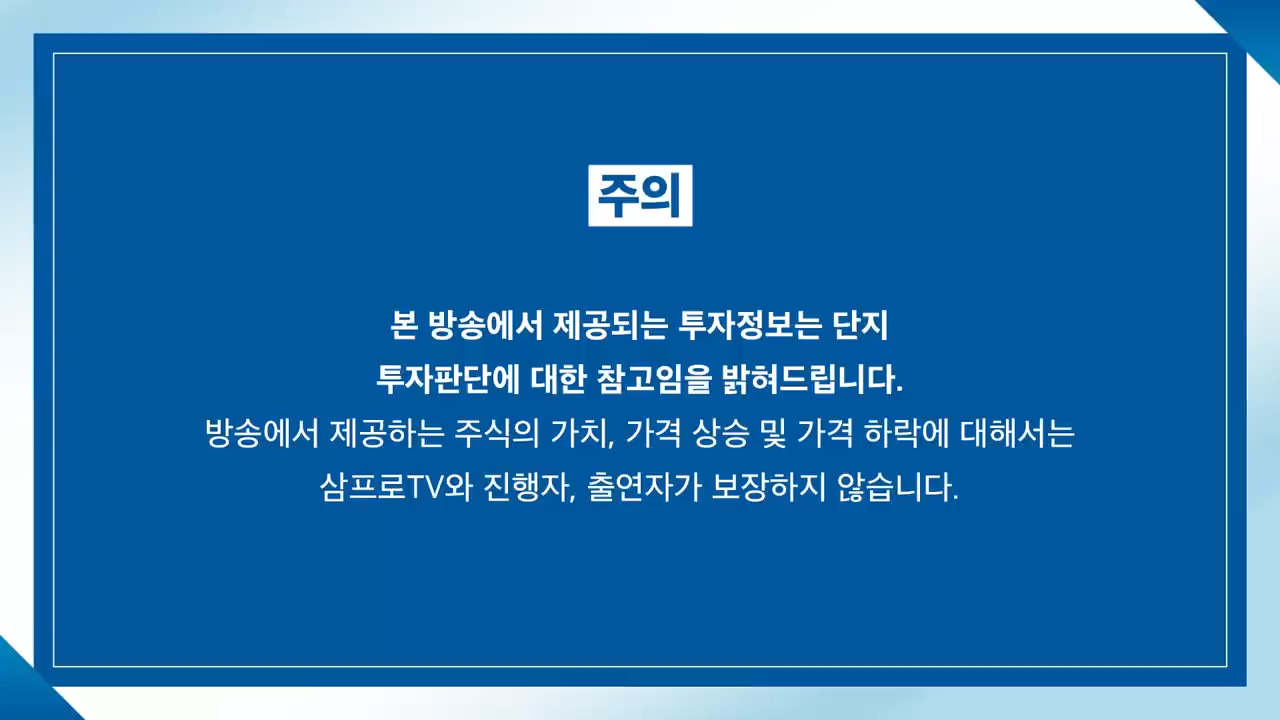 주의
본 방송에서 제공되는 투자정보는 단지
투자판단에 대한 참고임을 밝혀드립니다.
방송에서 제공하는 주식의 가치, 가격 상승 및 가격 하락에 대해서는
삼프로TV와 진행자, 출연자가 보장하지 않습니다.